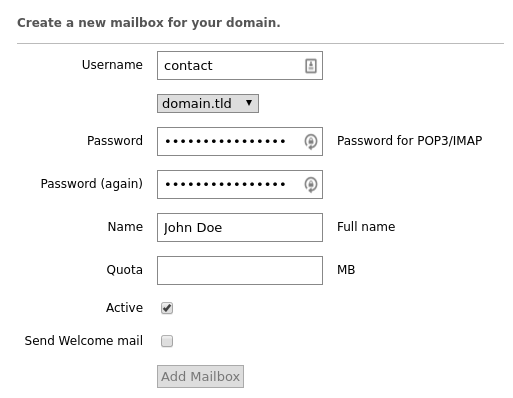 Create a new mailbox for your domain.
Username contact
domain.tld
Password •••••••••••••••• Password for POP3/IMAP
Password (again) ••••••••••••••••
Name John Doe Full name
Quota MB
Active
Send Welcome mail
Add Mailbox